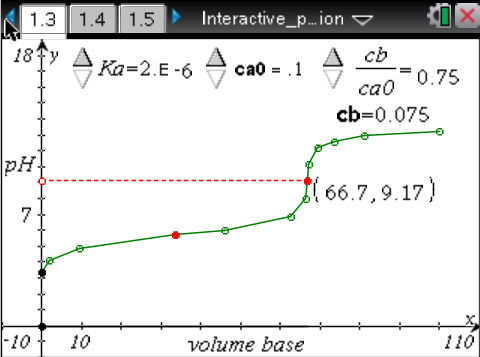 1.3 1.4 1.5 Interactive_p...ion
18 y Ka=2.E-6 ca0 = .1 cb/ca0 = 0.75
cb=0.075
pH
(66.7,9.17)
7
x
-10 10 volume base 110